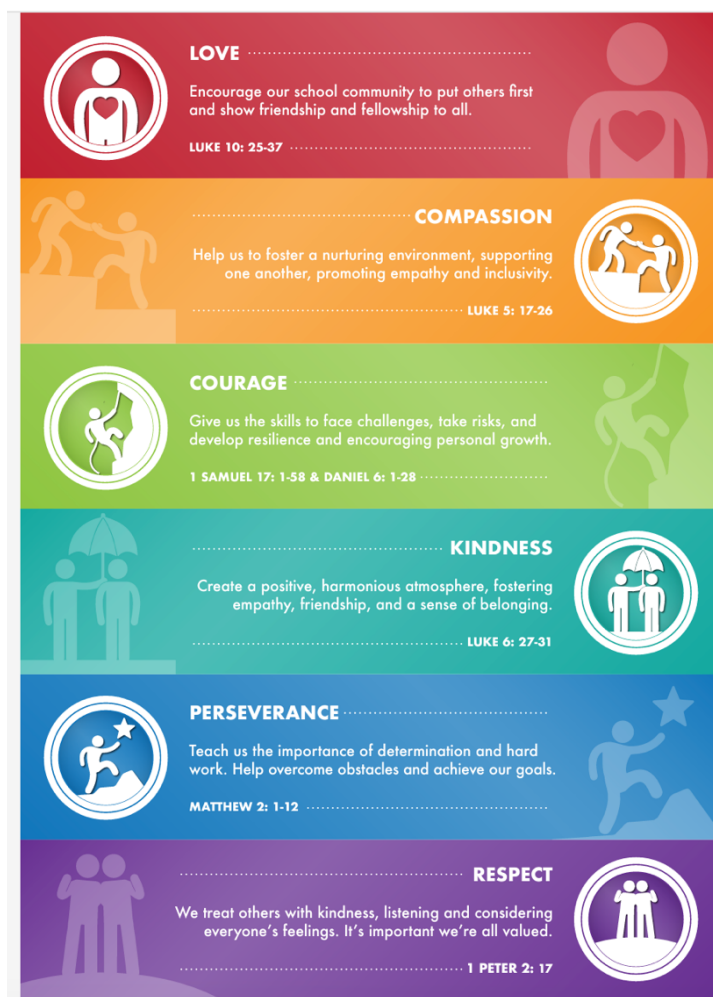 LOVE
Encourage our school community to put others first
and show friendship and fellowship to all.
LUKE 10: 25-37
COMPASSION
Help us to foster a nurturing environment, supporting
one another, promoting empathy and inclusivity.
LUKE 5: 17-26
COURAGE
Give us the skills to face challenges, take risks, and
develop resilience and encouraging personal growth.
1 SAMUEL 17: 1-58 & DANIEL 6: 1-28
KINDNESS
Create a positive, harmonious atmosphere, fostering
empathy, friendship, and a sense of belonging.
LUKE 6: 27-31
PERSEVERANCE
Teach us the importance of determination and hard
work. Help overcome obstacles and achieve our goals.
MATTHEW 2: 1-12
RESPECT
We treat others with kindness, listening and considering
everyone’s feelings. It’s important we’re all valued.
1 PETER 2: 17